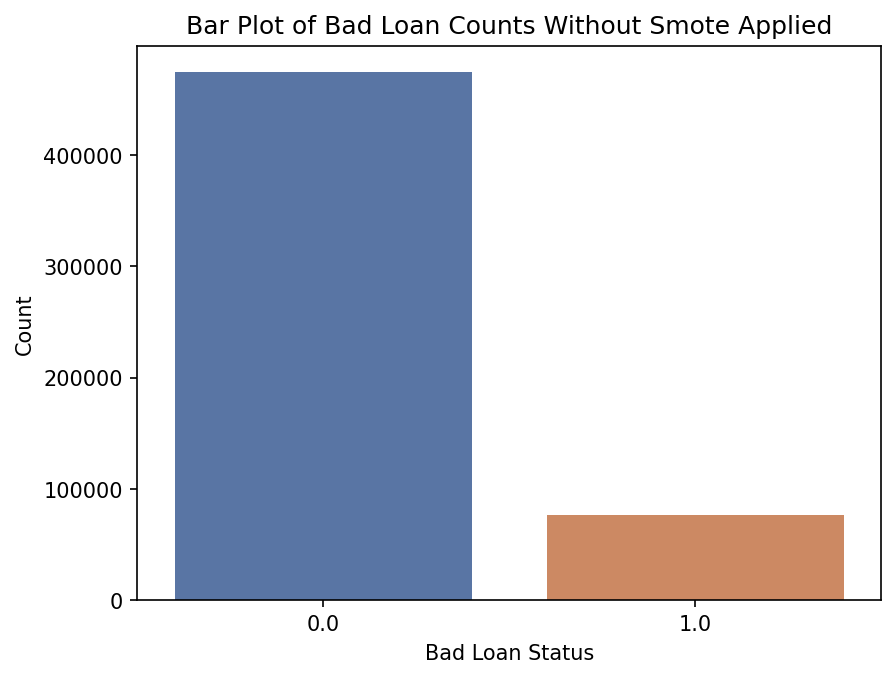 Bar Plot of Bad Loan Counts Without Smote Applied
400000
300000
200000
100000
0
Count
0.0
1.0
Bad Loan Status